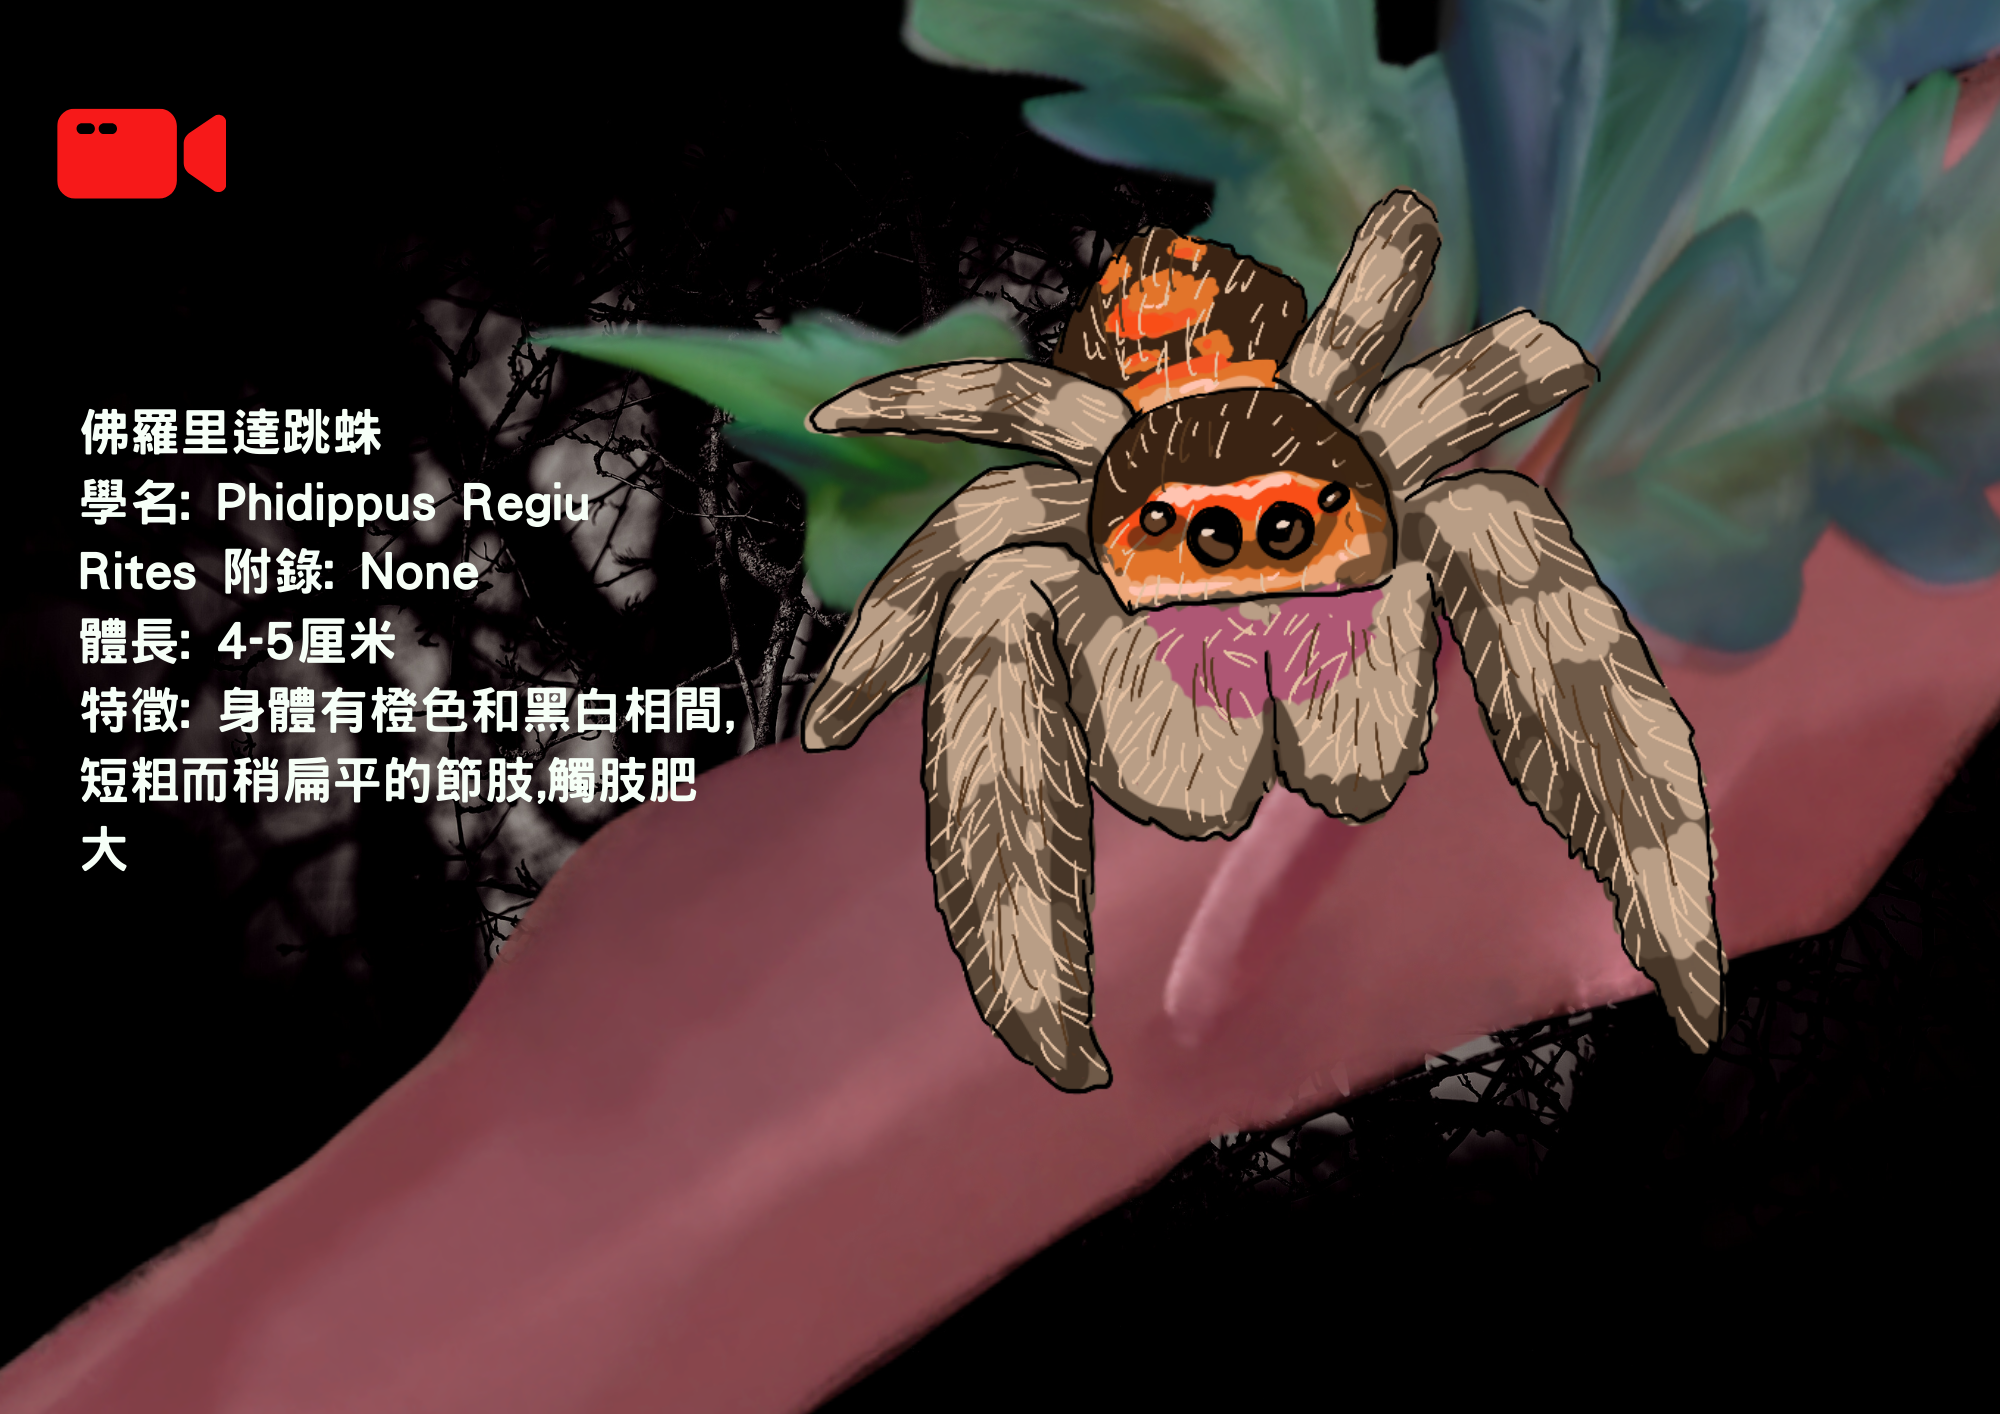 佛羅里達跳蛛
學名: Phidippus Regiu
Rites 附錄: None
體長: 4-5厘米
特徵: 身體有橙色和黑白相間,
短粗而稍扁平的節肢,觸肢肥
大